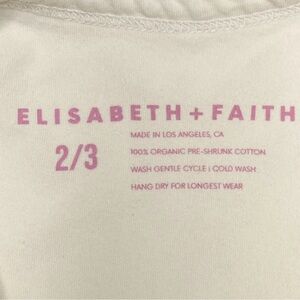 ELISABETH + FAITH
MADE IN LOS ANGELES, CA
2/3
100% ORGANIC PRE-SHRUNK COTTON
WASH GENTLE CYCLE | COLD WASH
HANG DRY FOR LONGEST WEAR